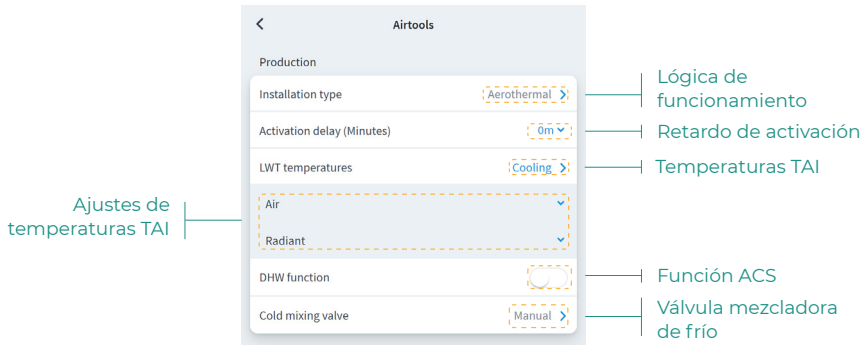 Airtools
Production
Installation type
Aerothermal
Lógica de
funcionamiento
Activation delay (Minutes)
0m
Retardo de activación
LWT temperatures
Cooling
Temperaturas TAI
Ajustes de
temperaturas TAI
Air
Radiant
DHW function
Función ACS
Cold mixing valve
Manual
Válvula mezcladora
de frío